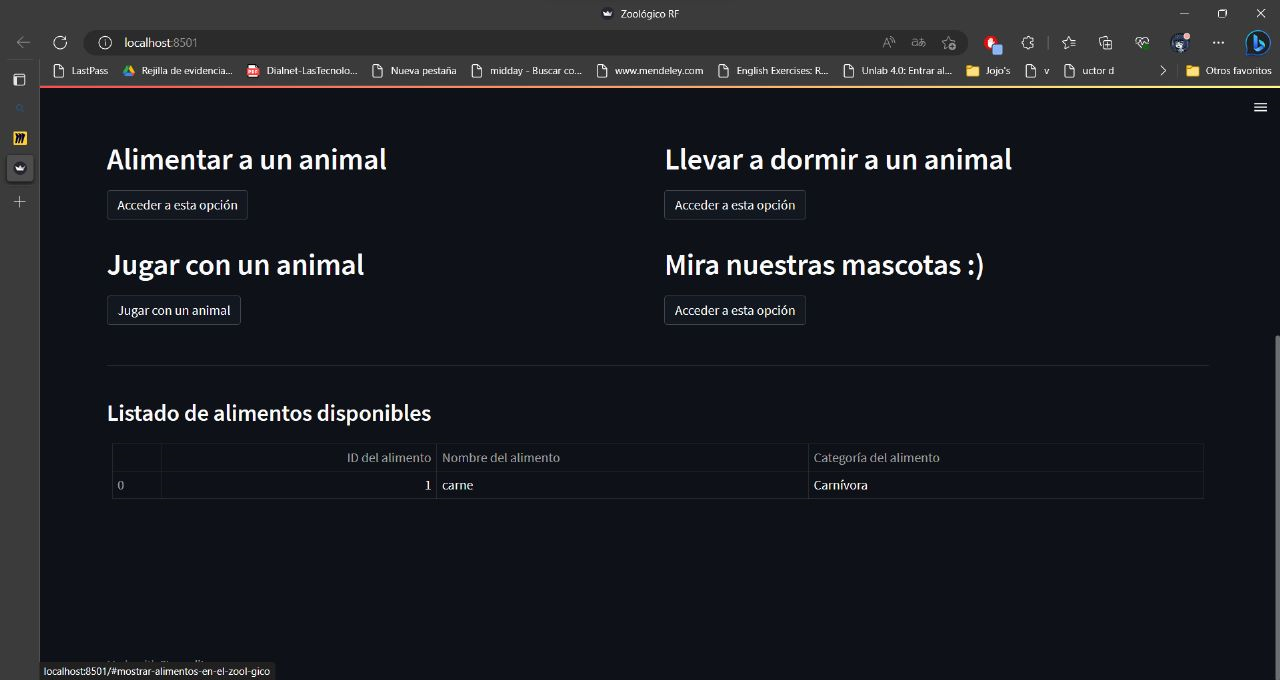 Zoológico RF
localhost:8501
LastPass Rejilla de evidencia... Dialnet-LasTecnolo... Nueva pestaña midday - Buscar co... www.mendeley.com English Exercises: R... Unlab 4.0: Entrar al... Jojo's v uctor d Otros favoritos
Alimentar a un animal Llevar a dormir a un animal
Acceder a esta opción Acceder a esta opción
Jugar con un animal Mira nuestras mascotas :)
Jugar con un animal Acceder a esta opción
Listado de alimentos disponibles
ID del alimento Nombre del alimento Categoría del alimento
0 1 carne Carnívora
localhost:8501/#mostrar-alimentos-en-el-zool-gico